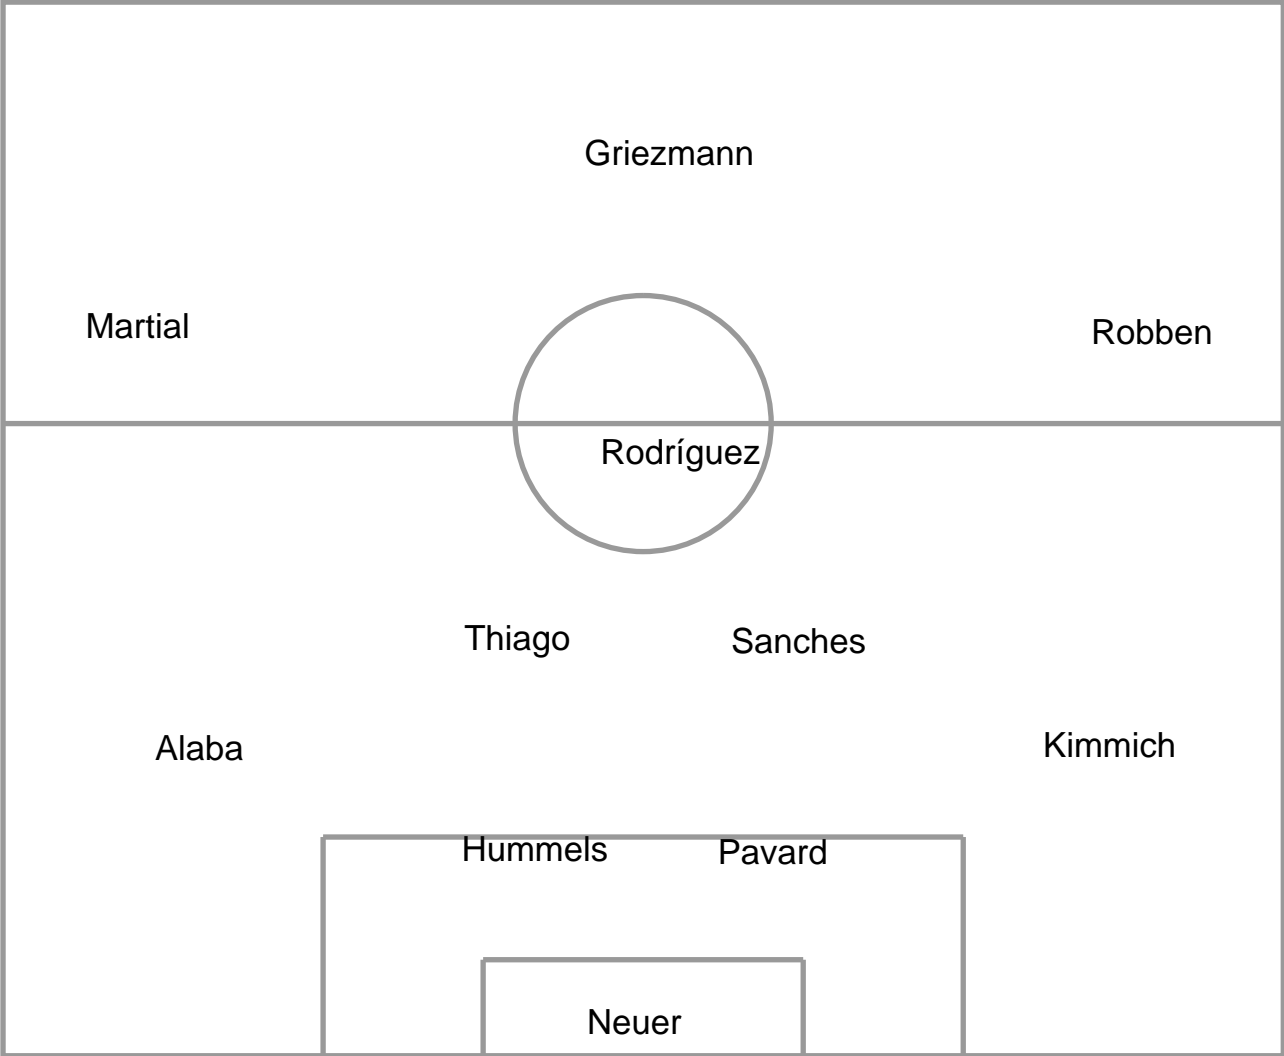 Griezmann
Martial
Robben
Rodríguez
Thiago
Sanches
Alaba
Kimmich
Hummels
Pavard
Neuer